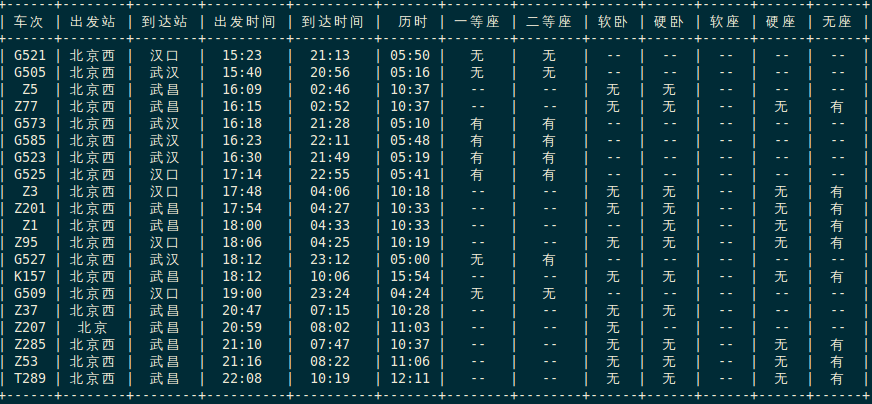 | 车次 | 出发站 | 到达站 | 出发时间 | 到达时间 | 历时 | 一等座 | 二等座 | 软卧 | 硬卧 | 软座 | 硬座 | 无座 |
| G521 | 北京西 | 汉口 | 15:23 | 21:13 | 05:50 | 无 | 无 | -- | -- | -- | -- | -- |
| G505 | 北京西 | 武汉 | 15:40 | 20:56 | 05:16 | 无 | 无 | -- | -- | -- | -- | -- |
| Z5 | 北京西 | 武昌 | 16:09 | 02:46 | 10:37 | -- | -- | 无 | 无 | -- | -- | -- |
| Z77 | 北京西 | 武昌 | 16:15 | 02:52 | 10:37 | -- | -- | 无 | 无 | -- | 无 | 有 |
| G573 | 北京西 | 武汉 | 16:18 | 21:28 | 05:10 | 有 | 有 | -- | -- | -- | -- | -- |
| G585 | 北京西 | 武汉 | 16:23 | 22:11 | 05:48 | 有 | 有 | -- | -- | -- | -- | -- |
| G523 | 北京西 | 武汉 | 16:30 | 21:49 | 05:19 | 有 | 有 | -- | -- | -- | -- | -- |
| G525 | 北京西 | 汉口 | 17:14 | 22:55 | 05:41 | 有 | 有 | -- | -- | -- | -- | -- |
| Z3 | 北京西 | 汉口 | 17:48 | 04:06 | 10:18 | -- | -- | 无 | 无 | -- | 无 | 有 |
| Z201 | 北京西 | 武昌 | 17:54 | 04:27 | 10:33 | -- | -- | 无 | 无 | -- | 无 | 有 |
| Z1 | 北京西 | 武昌 | 18:00 | 04:33 | 10:33 | -- | -- | -- | 无 | -- | 无 | 有 |
| Z95 | 北京西 | 汉口 | 18:06 | 04:25 | 10:19 | -- | -- | 无 | 无 | -- | 无 | 有 |
| G527 | 北京西 | 武汉 | 18:12 | 23:12 | 05:00 | 无 | 有 | -- | -- | -- | -- | -- |
| K157 | 北京西 | 武昌 | 18:12 | 10:06 | 15:54 | -- | -- | 无 | 无 | -- | 无 | 有 |
| G509 | 北京西 | 汉口 | 19:00 | 23:24 | 04:24 | 无 | 无 | -- | -- | -- | -- | -- |
| Z37 | 北京西 | 武昌 | 20:47 | 07:15 | 10:28 | -- | -- | 无 | 无 | -- | -- | -- |
| Z207 | 北京 | 武昌 | 20:59 | 08:02 | 11:03 | -- | -- | 无 | -- | -- | -- | -- |
| Z285 | 北京西 | 武昌 | 21:10 | 07:47 | 10:37 | -- | -- | 无 | 无 | -- | 无 | 有 |
| Z53 | 北京西 | 武昌 | 21:16 | 08:22 | 11:06 | -- | -- | 无 | 无 | -- | 无 | 有 |
| T289 | 北京西 | 武昌 | 22:08 | 10:19 | 12:11 | -- | -- | 无 | 无 | -- | 无 | 有 |